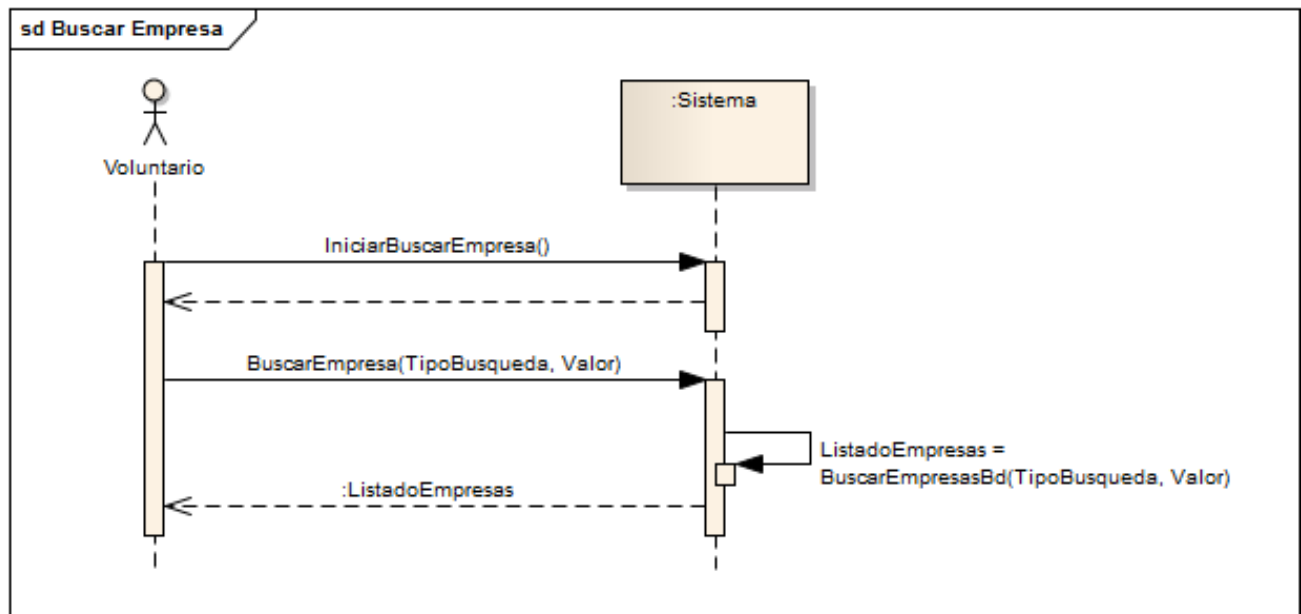 sd Buscar Empresa
:Sistema
Voluntario
IniciarBuscarEmpresa()
BuscarEmpresa(TipoBusqueda, Valor)
ListadoEmpresas =
BuscarEmpresasBd(TipoBusqueda, Valor)
:ListadoEmpresas